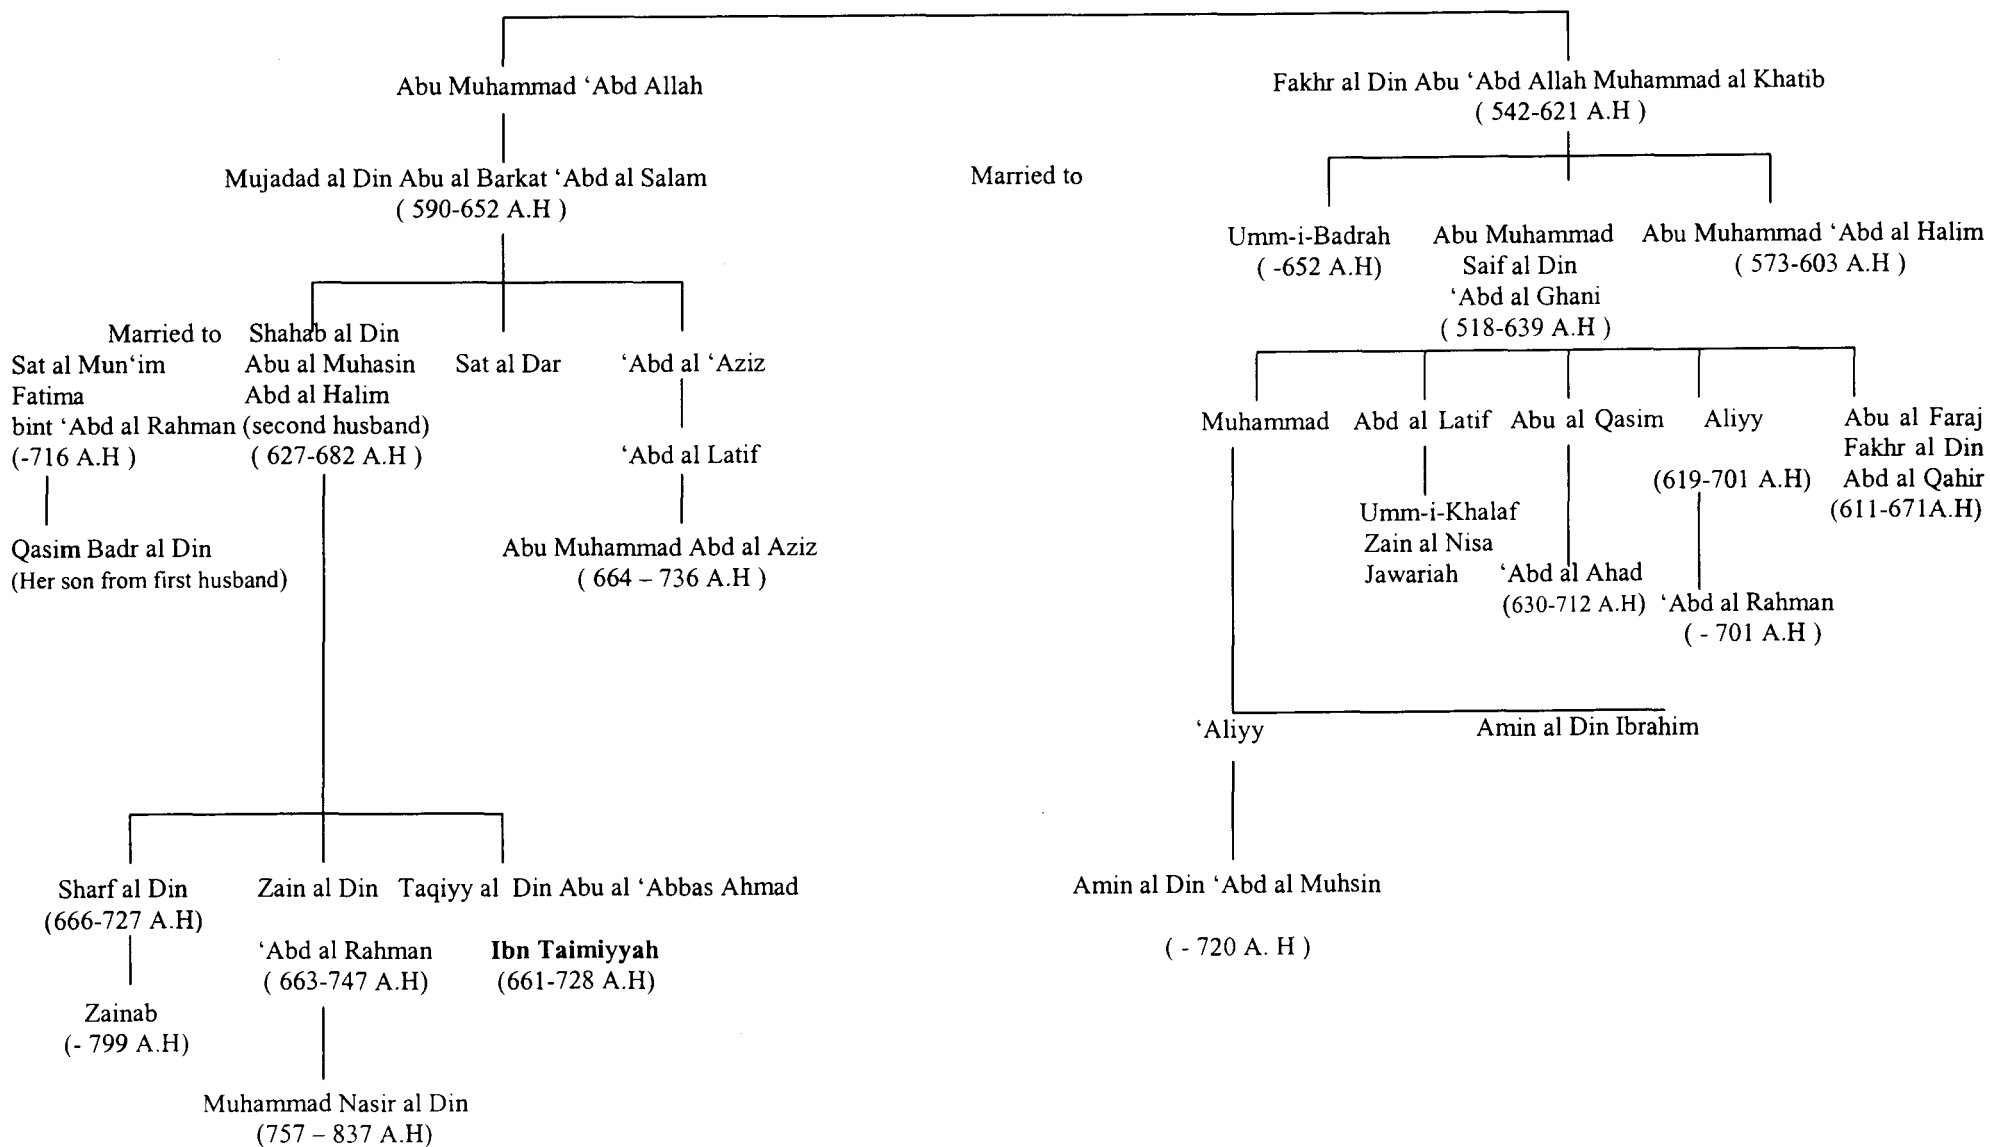 Abu Muhammad ‘Abd Allah
Fakhr al Din Abu ‘Abd Allah Muhammad al Khatib
( 542-621 A.H )
Mujadad al Din Abu al Barkat ‘Abd al Salam
( 590-652 A.H )
Married to
Umm-i-Badrah
( -652 A.H)
Abu Muhammad
Saif al Din
‘Abd al Ghani
( 518-639 A.H )
Abu Muhammad ‘Abd al Halim
( 573-603 A.H )
Married to
Sat al Mun‘im
Fatima
bint ‘Abd al Rahman
(-716 A.H )
Shahab al Din
Abu al Muhasin
Abd al Halim
(second husband)
( 627-682 A.H )
Sat al Dar
‘Abd al ‘Aziz
Muhammad
Abd al Latif
Abu al Qasim
Aliyy
(619-701 A.H)
Abu al Faraj
Fakhr al Din
Abd al Qahir
(611-671A.H)
‘Abd al Latif
Qasim Badr al Din
(Her son from first husband)
Abu Muhammad Abd al Aziz
( 664 – 736 A.H )
Umm-i-Khalaf
Zain al Nisa
Jawariah
‘Abd al Ahad
(630-712 A.H)
‘Abd al Rahman
( - 701 A.H )
‘Aliyy
Amin al Din Ibrahim
Sharf al Din
(666-727 A.H)
Zain al Din
‘Abd al Rahman
( 663-747 A.H)
Taqiyy al Din Abu al ‘Abbas Ahmad
Ibn Taimiyyah
(661-728 A.H)
Amin al Din ‘Abd al Muhsin
( - 720 A. H )
Zainab
(- 799 A.H)
Muhammad Nasir al Din
(757 – 837 A.H)